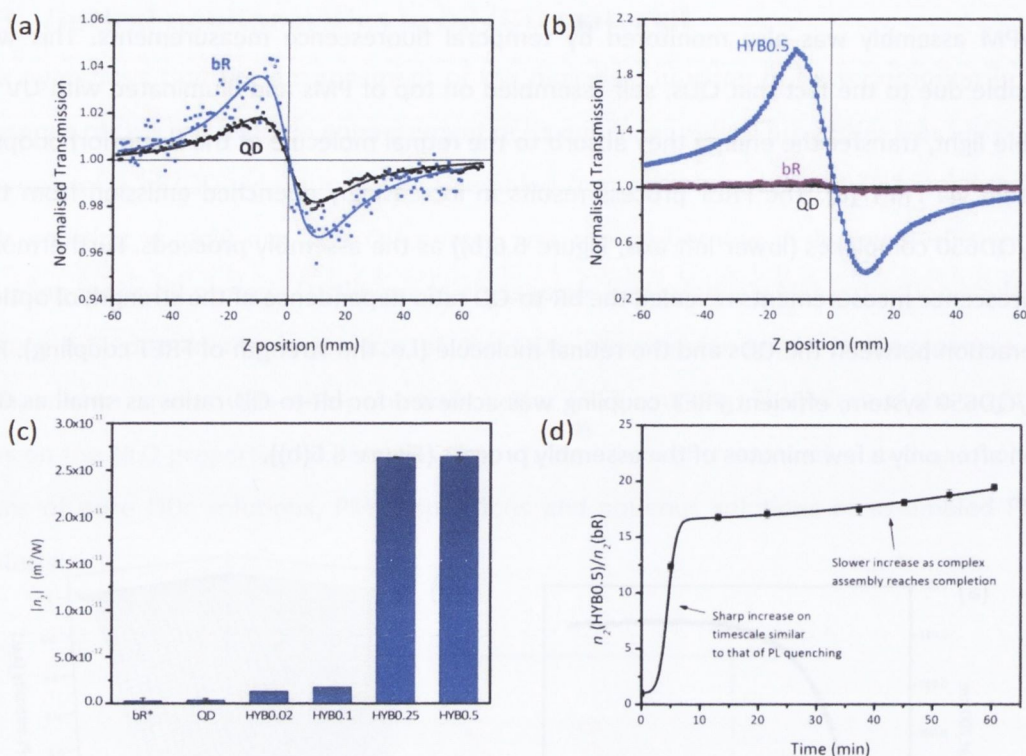 (a)
1.06
1.04
1.02
1.00
0.98
0.96
0.94
Normalised Transmission
bR
QD
-60 -40 -20 0 20 40 60
Z position (mm)
(b)
2.2
1.8
1.4
1.0
0.6
0.2
Normalised Transmission
HYB0.5
bR
QD
-60 -40 -20 0 20 40 60
Z position (mm)
(c)
3.0x10⁻¹¹
2.5x10⁻¹¹
2.0x10⁻¹¹
1.5x10⁻¹¹
1.0x10⁻¹¹
5.0x10⁻¹²
0.0
|n₂| (m²/W)
bR* QD HYB0.02 HYB0.1 HYB0.25 HYB0.5
(d)
25
20
15
10
5
0
n₂(HYB0.5)/n₂(bR)
Sharp increase on
timescale similar
to that of PL quenching
Slower increase as complex
assembly reaches completion
0 10 20 30 40 50 60
Time (min)